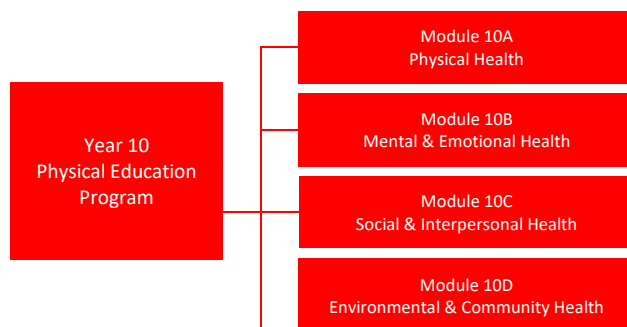 Year 10
Physical Education
Program
Module 10A
Physical Health
Module 10B
Mental & Emotional Health
Module 10C
Social & Interpersonal Health
Module 10D
Environmental & Community Health